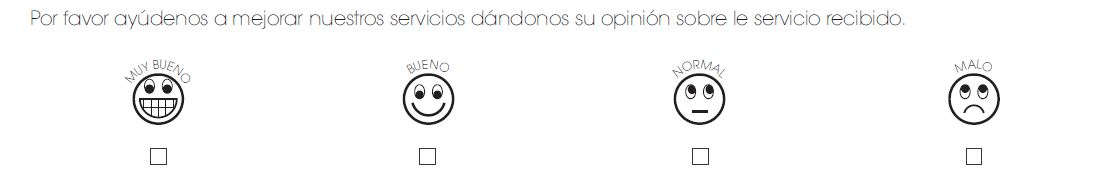 Por favor ayúdenos a mejorar nuestros servicios dándonos su opinión sobre le servicio recibido.
MUY BUENO
BUENO
NORMAL
MALO